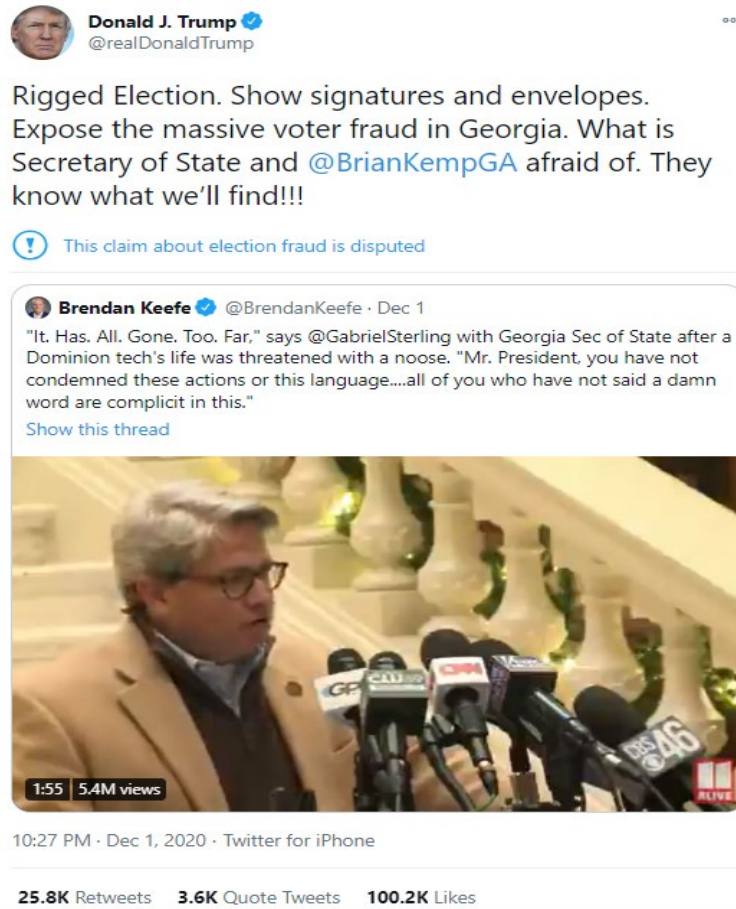 Donald J. Trump
@realDonaldTrump
Rigged Election. Show signatures and envelopes.
Expose the massive voter fraud in Georgia. What is
Secretary of State and @BrianKempGA afraid of. They
know what we’ll find!!!
This claim about election fraud is disputed
Brendan Keefe @BrendanKeefe · Dec 1
"It. Has. All. Gone. Too. Far," says @GabrielSterling with Georgia Sec of State after a
Dominion tech's life was threatened with a noose. "Mr. President, you have not
condemned these actions or this language....all of you who have not said a damn
word are complicit in this."
Show this thread
CNN
CBS 46
11
ALIVE
1:55 5.4M views
10:27 PM · Dec 1, 2020 · Twitter for iPhone
25.8K Retweets 3.6K Quote Tweets 100.2K Likes